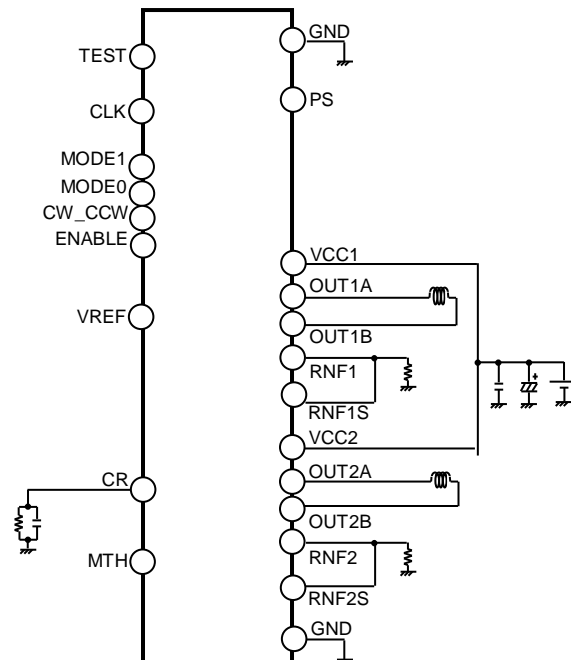 GND
TEST
PS
CLK
MODE1
MODE0
CW_CCW
ENABLE
VCC1
OUT1A
VREF
OUT1B
RNF1
RNF1S
VCC2
CR
OUT2A
OUT2B
RNF2
MTH
RNF2S
GND
+